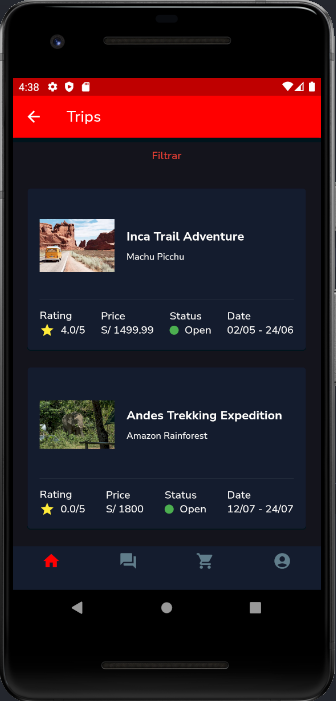 4:38
Trips
Filtrar
Inca Trail Adventure
Machu Picchu
Rating Price Status Date
4.0/5 S/ 1499.99 Open 02/05 - 24/06
Andes Trekking Expedition
Amazon Rainforest
Rating Price Status Date
0.0/5 S/ 1800 Open 12/07 - 24/07